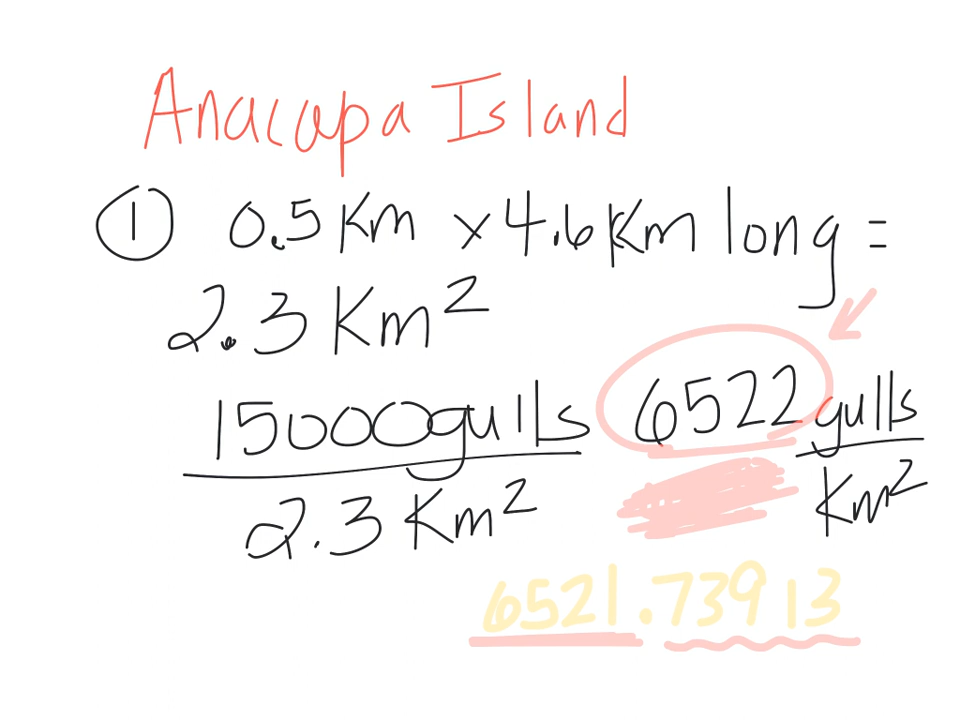 Anacapa Island
① 0.5 Km x 4.6 Km long =
2.3 Km²
15000 gulls 6522 gulls
2.3 Km² Km²
6521.73913